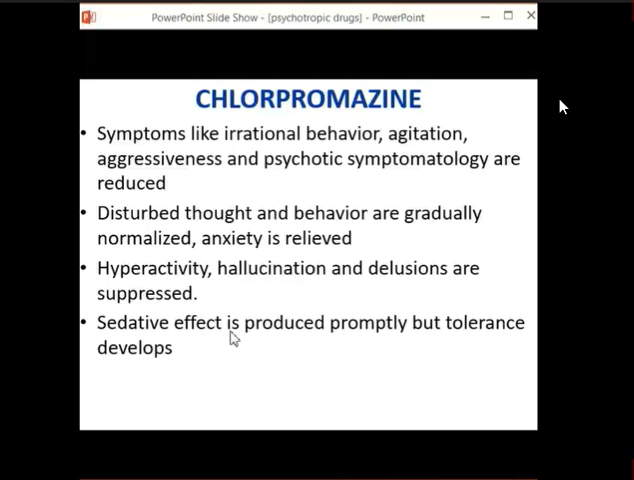 PowerPoint Slide Show - [psychotropic drugs] - PowerPoint
CHLORPROMAZINE
• Symptoms like irrational behavior, agitation,
aggressiveness and psychotic symptomatology are
reduced
• Disturbed thought and behavior are gradually
normalized, anxiety is relieved
• Hyperactivity, hallucination and delusions are
suppressed.
• Sedative effect is produced promptly but tolerance
develops